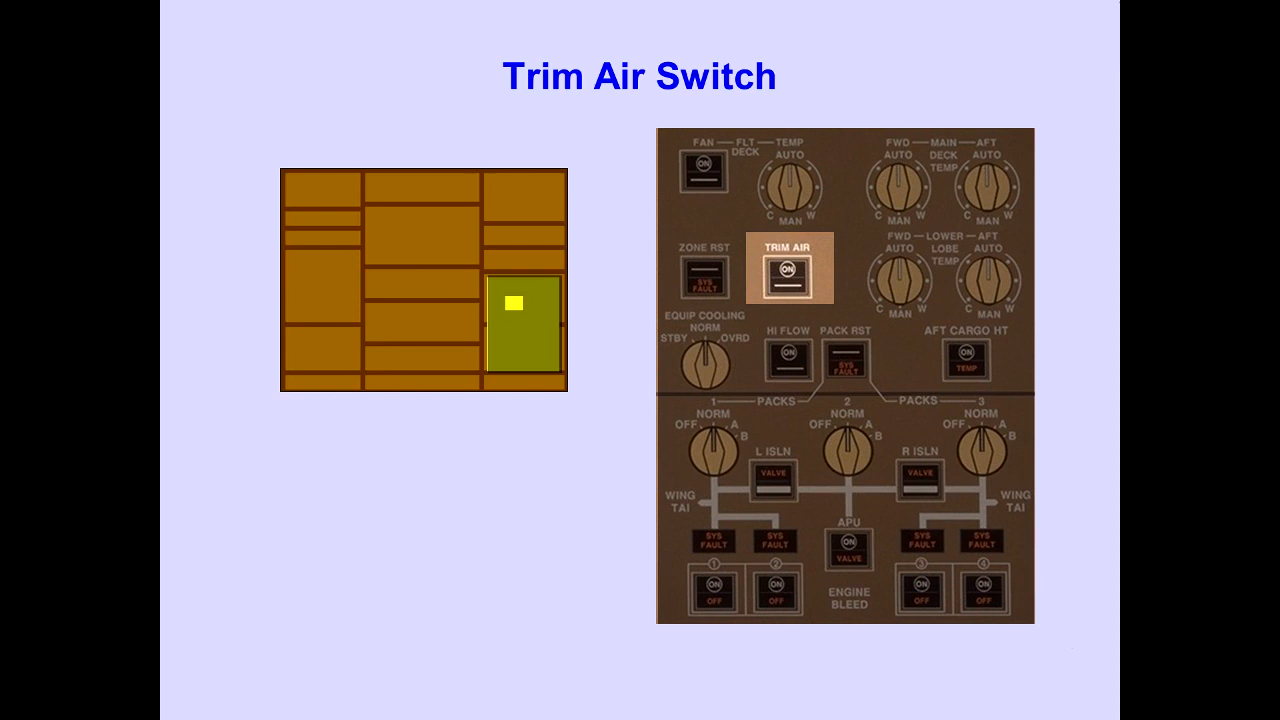 Trim Air Switch
FAN FLT DECK TEMP
ON
AUTO
C MAN W
FWD MAIN DECK TEMP AFT
AUTO AUTO
C MAN W C MAN W
ZONE RST
SYS FAULT
TRIM AIR
ON
FWD LOWER LOBE TEMP AFT
AUTO AUTO
C MAN W C MAN W
EQUIP COOLING
NORM
STBY OVRD
HI FLOW
ON
PACK RST
SYS FAULT
AFT CARGO HT
ON
TEMP
1 PACKS 2 PACKS 3
NORM NORM NORM
OFF A B OFF A B OFF A B
L ISLN R ISLN
VALVE VALVE
WING TAI WING TAI
APU
ON
VALVE
SYS FAULT SYS FAULT SYS FAULT SYS FAULT
1 2 3 4
ON ON ON ON
OFF OFF OFF OFF
ENGINE
BLEED